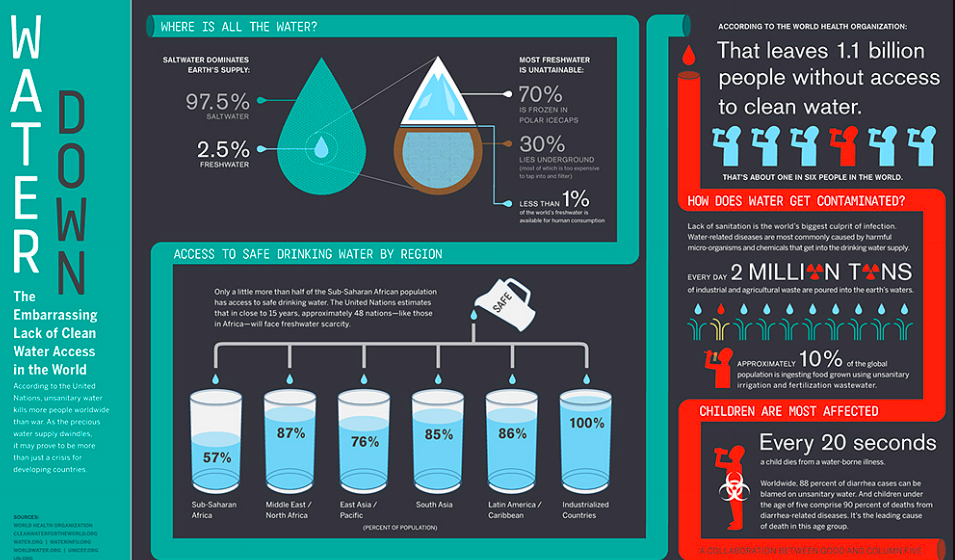 WATER
DOWN
The
Embarrassing
Lack of Clean
Water Access
in the World
According to the United
Nations, unsanitary water
kills more people worldwide
than war. As the precious
water supply dwindles,
it may prove to be more
than just a crisis for
developing countries.
SOURCES:
WORLD HEALTH ORGANIZATION
CLEANWATERFORTHEWORLD.ORG
WATER.ORG | WATERINFO.ORG
WORLDWATER.ORG | UNICEF.ORG
UN.ORG
WHERE IS ALL THE WATER?
SALTWATER DOMINATES
EARTH'S SUPPLY:
97.5%
SALTWATER
2.5%
FRESHWATER
MOST FRESHWATER
IS UNATTAINABLE:
70%
IS FROZEN IN
POLAR ICECAPS
30%
LIES UNDERGROUND
(most of which is too expensive
to tap into and filter)
LESS THAN 1%
of the world's freshwater is
available for human consumption
ACCESS TO SAFE DRINKING WATER BY REGION
Only a little more than half of the Sub-Saharan African population
has access to safe drinking water. The United Nations estimates
that in close to 15 years, approximately 48 nations—like those
in Africa—will face freshwater scarcity.
SAFE
57%
87%
76%
85%
86%
100%
Sub-Saharan
Africa
Middle East /
North Africa
East Asia /
Pacific
South Asia
Latin America /
Caribbean
Industrialized
Countries
(PERCENT OF POPULATION)
ACCORDING TO THE WORLD HEALTH ORGANIZATION:
That leaves 1.1 billion
people without access
to clean water.
THAT'S ABOUT ONE IN SIX PEOPLE IN THE WORLD.
HOW DOES WATER GET CONTAMINATED?
Lack of sanitation is the world's biggest culprit of infection.
Water-related diseases are most commonly caused by harmful
micro-organisms and chemicals that get into the drinking water supply.
EVERY DAY 2 MILLION TONS
of industrial and agricultural waste are poured into the earth's waters.
APPROXIMATELY 10% of the global
population is ingesting food grown using unsanitary
irrigation and fertilization wastewater.
CHILDREN ARE MOST AFFECTED
Every 20 seconds
a child dies from a water-borne illness.
Worldwide, 88 percent of diarrhea cases can be
blamed on unsanitary water. And children under
the age of five comprise 90 percent of deaths from
diarrhea-related diseases. It's the leading cause
of death in this age group.
A COLLABORATION BETWEEN GOOD AND COLUMN FIVE